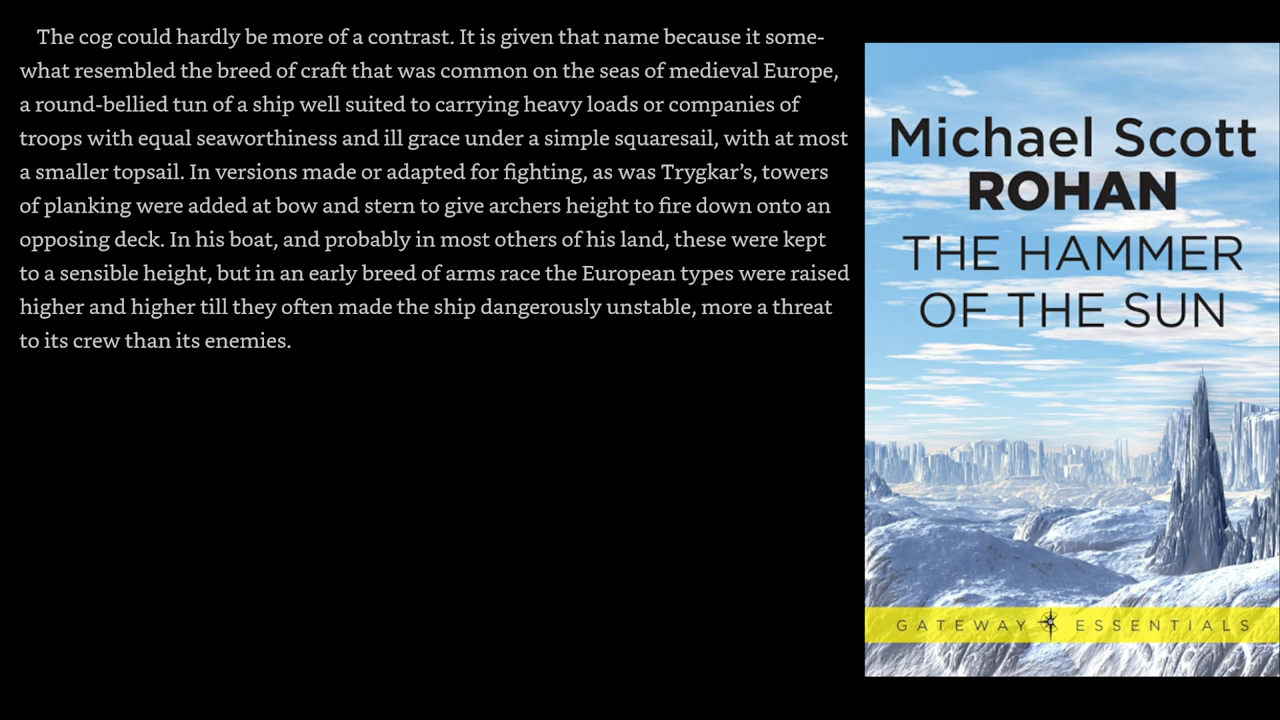 The cog could hardly be more of a contrast. It is given that name because it some-
what resembled the breed of craft that was common on the seas of medieval Europe,
a round-bellied tun of a ship well suited to carrying heavy loads or companies of
troops with equal seaworthiness and ill grace under a simple squaresail, with at most
a smaller topsail. In versions made or adapted for fighting, as was Trygkar’s, towers
of planking were added at bow and stern to give archers height to fire down onto an
opposing deck. In his boat, and probably in most others of his land, these were kept
to a sensible height, but in an early breed of arms race the European types were raised
higher and higher till they often made the ship dangerously unstable, more a threat
to its crew than its enemies.
Michael Scott
ROHAN
THE HAMMER
OF THE SUN
GATEWAY ESSENTIALS